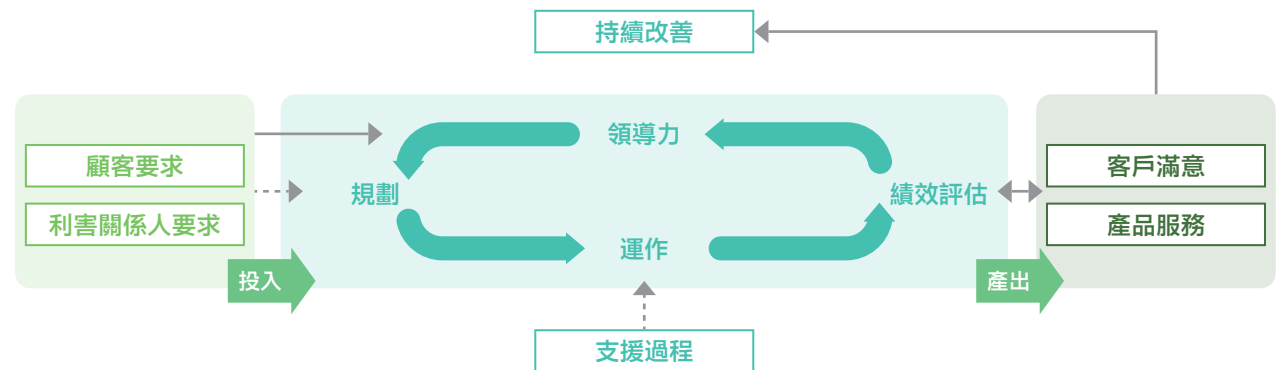 持續改善
領導力
顧客要求
客戶滿意
規劃
績效評估
利害關係人要求
產品服務
運作
投入
產出
支援過程